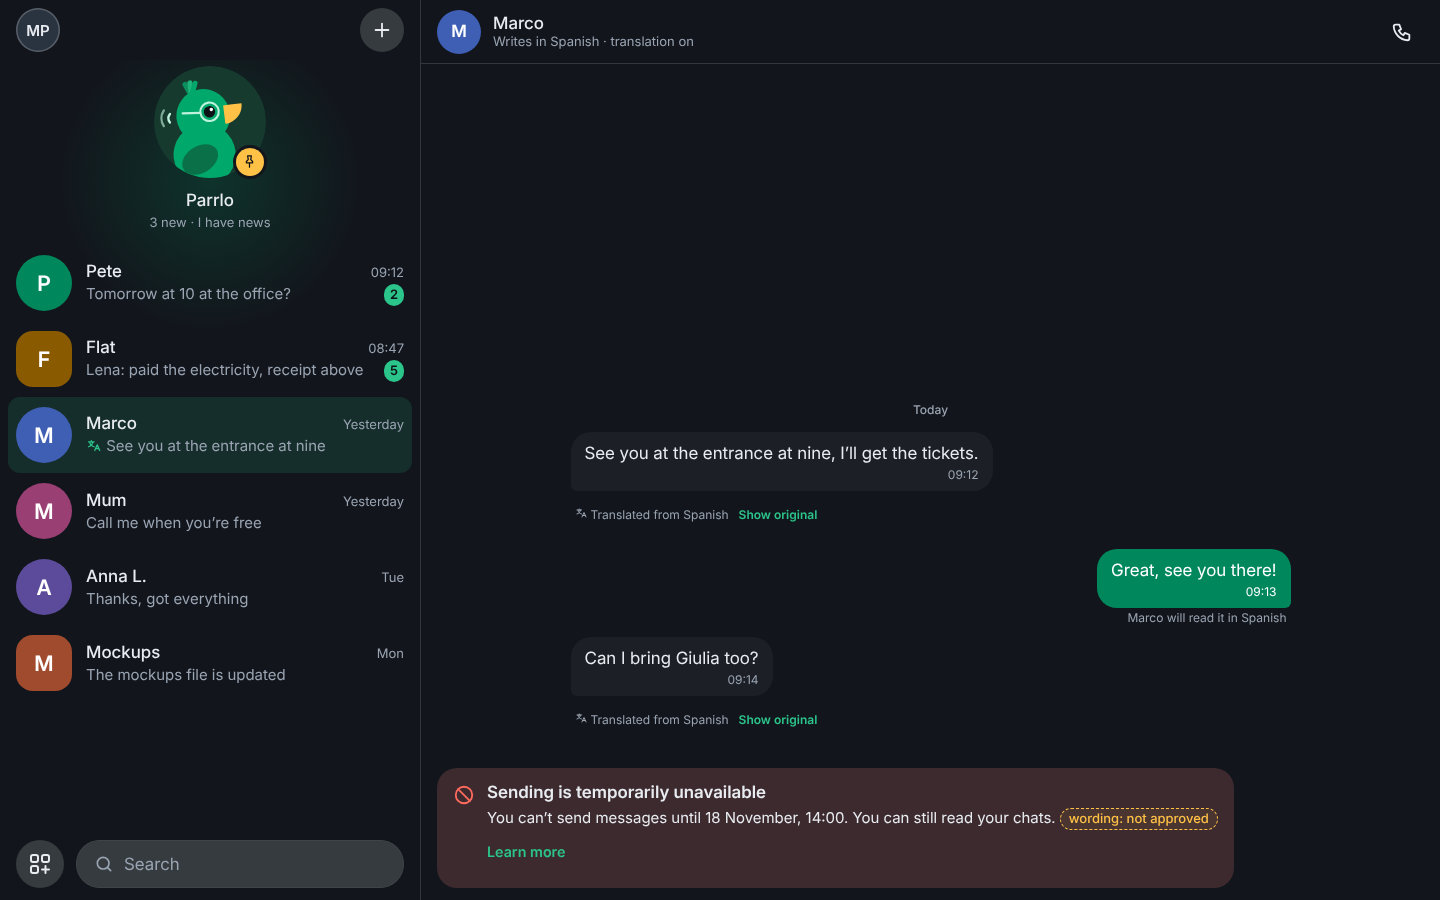 MP
Parrlo
3 new · I have news
P
Pete
09:12
Tomorrow at 10 at the office?
2
F
Flat
08:47
Lena: paid the electricity, receipt above
5
M
Marco
Yesterday
See you at the entrance at nine
M
Mum
Yesterday
Call me when you’re free
A
Anna L.
Tue
Thanks, got everything
M
Mockups
Mon
The mockups file is updated
Search
M
Marco
Writes in Spanish · translation on
Today
See you at the entrance at nine, I’ll get the tickets.
09:12
Translated from Spanish Show original
Great, see you there!
09:13
Marco will read it in Spanish
Can I bring Giulia too?
09:14
Translated from Spanish Show original
Sending is temporarily unavailable
You can’t send messages until 18 November, 14:00. You can still read your chats. wording: not approved
Learn more